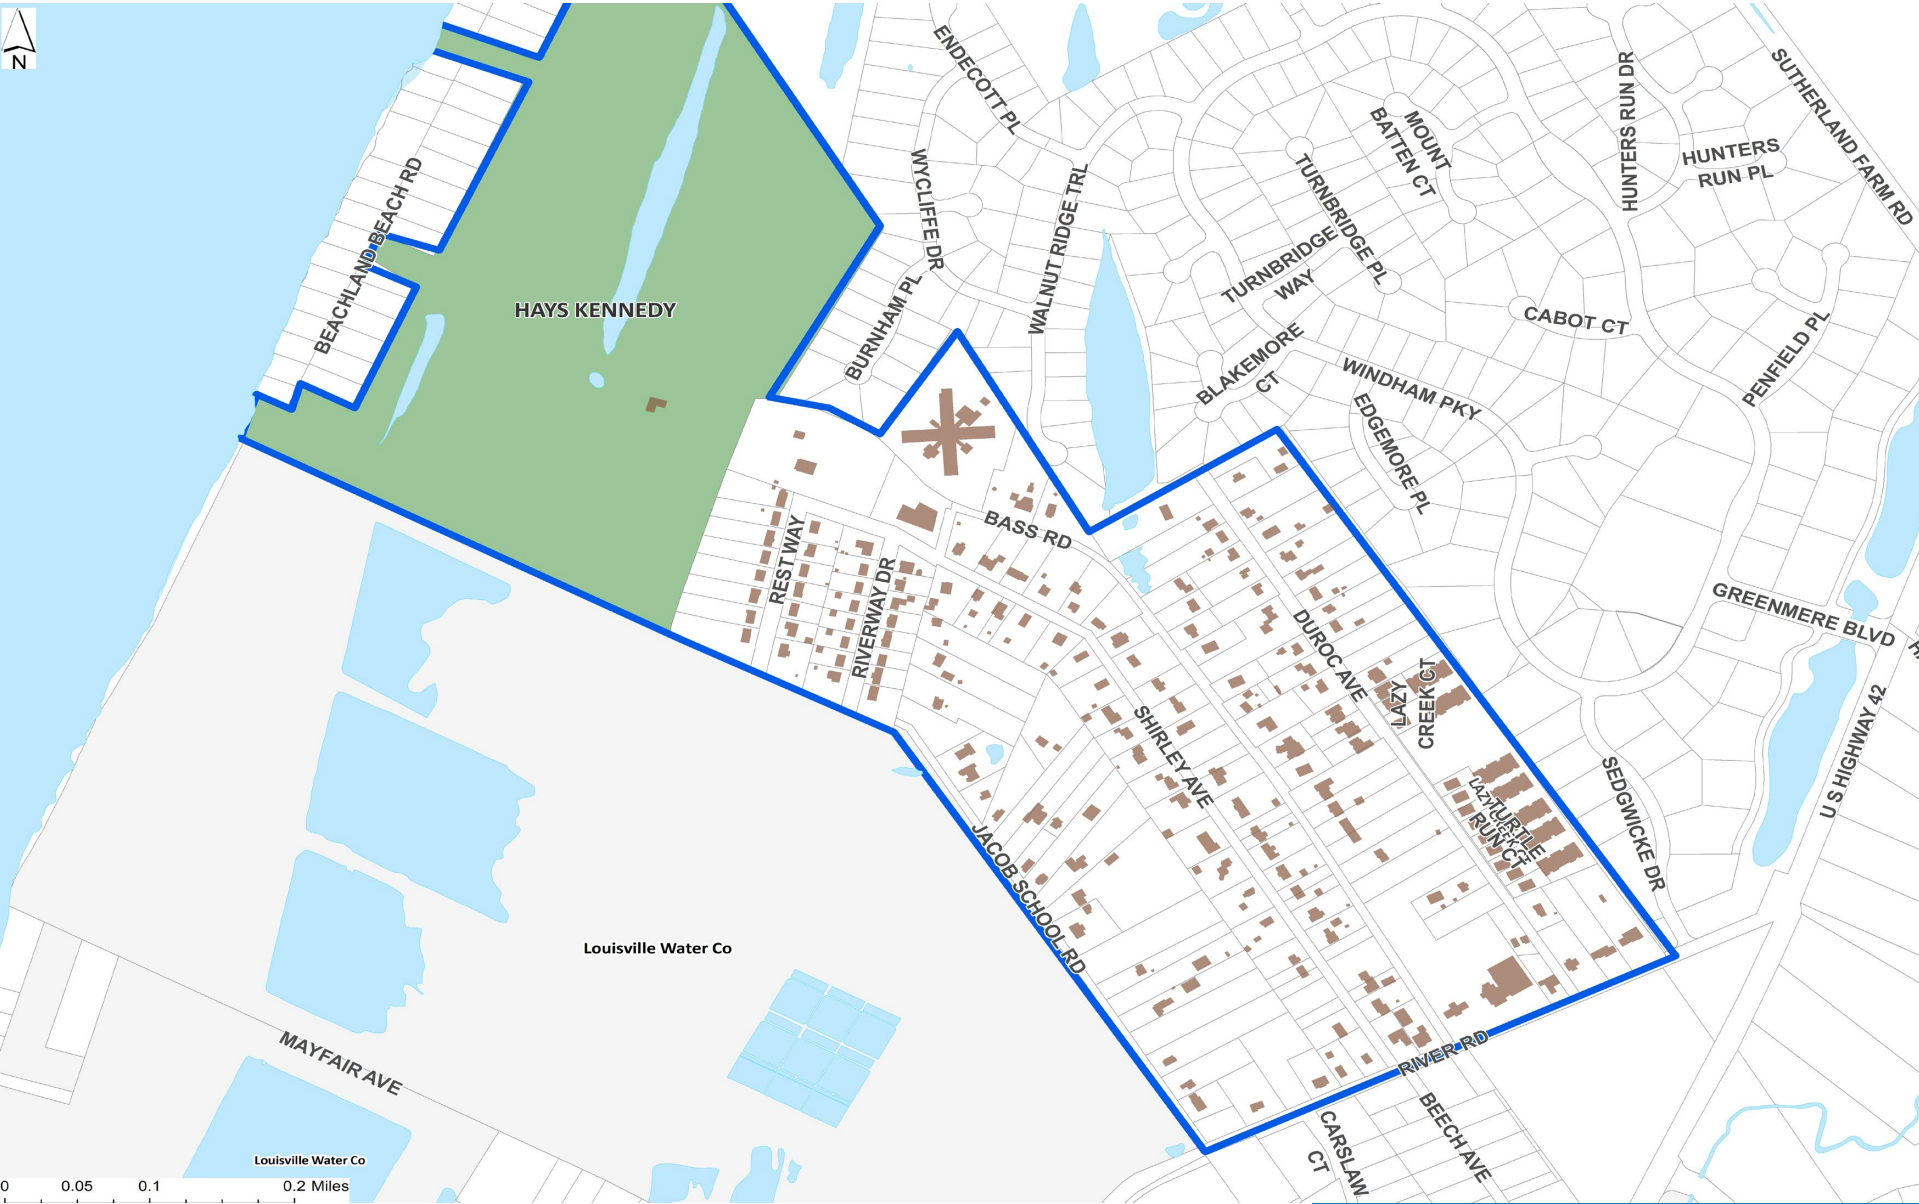 N
ENDECOTT PL
WYCLIFFE DR
WALNUT RIDGE TRL
BURNHAM PL
BEACHLAND BEACH RD
HAYS KENNEDY
MOUNT
BATTEN CT
TURNBRIDGE PL
TURNBRIDGE
WAY
HUNTERS RUN DR
HUNTERS
RUN PL
SUTHERLAND FARM RD
CABOT CT
PENFIELD PL
BLAKEMORE
CT
WINDHAM PKY
EDGEMORE PL
BASS RD
REST WAY
RIVERWAY DR
DUROC AVE
LAZY
CREEK CT
GREENMERE BLVD
U S HIGHWAY 42
SHIRLEY AVE
SEDGWICKE DR
TURTLE
RUN CT
JACOB SCHOOL RD
Louisville Water Co
RIVER RD
MAYFAIR AVE
BEECH AVE
CARSLAW
CT
Louisville Water Co
0 0.05 0.1 0.2 Miles